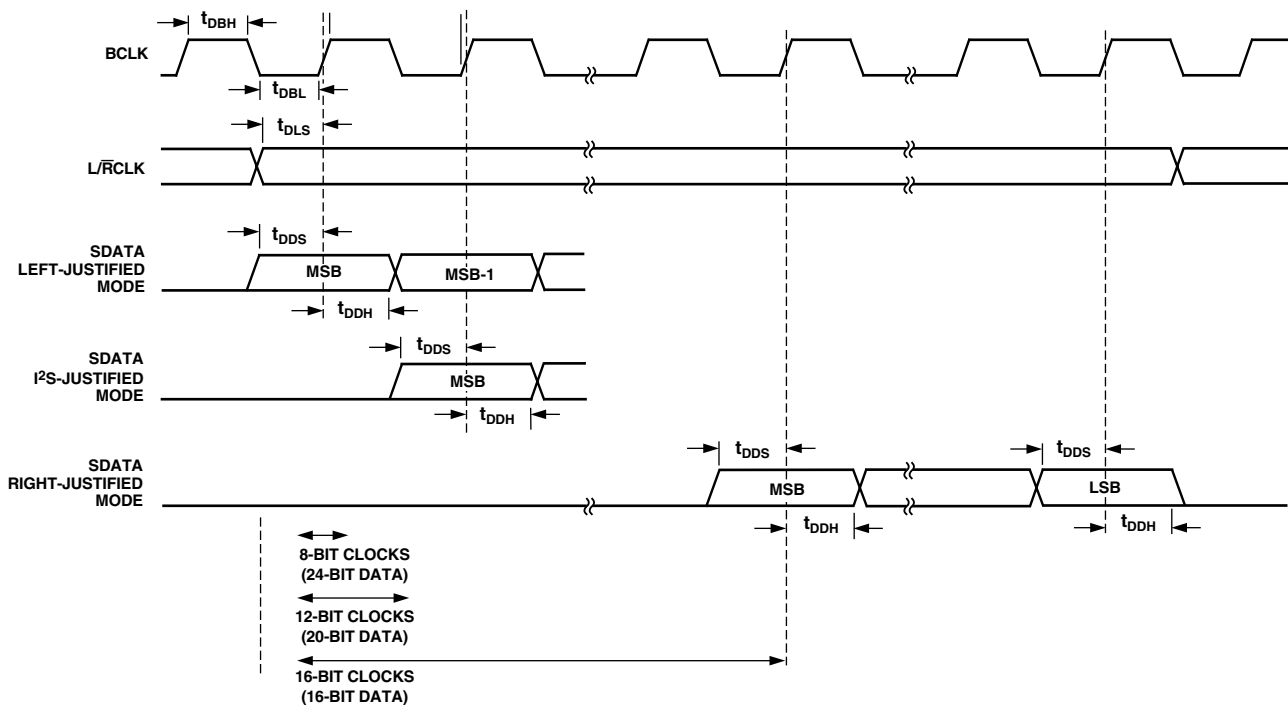 tDBH
BCLK
tDBL
tDLS
L/R̅CLK
tDDS
SDATA
LEFT-JUSTIFIED
MODE
MSB
MSB-1
tDDH
tDDS
SDATA
I²S-JUSTIFIED
MODE
MSB
tDDH
tDDS
tDDS
SDATA
RIGHT-JUSTIFIED
MODE
MSB
LSB
tDDH
tDDH
8-BIT CLOCKS
(24-BIT DATA)
12-BIT CLOCKS
(20-BIT DATA)
16-BIT CLOCKS
(16-BIT DATA)